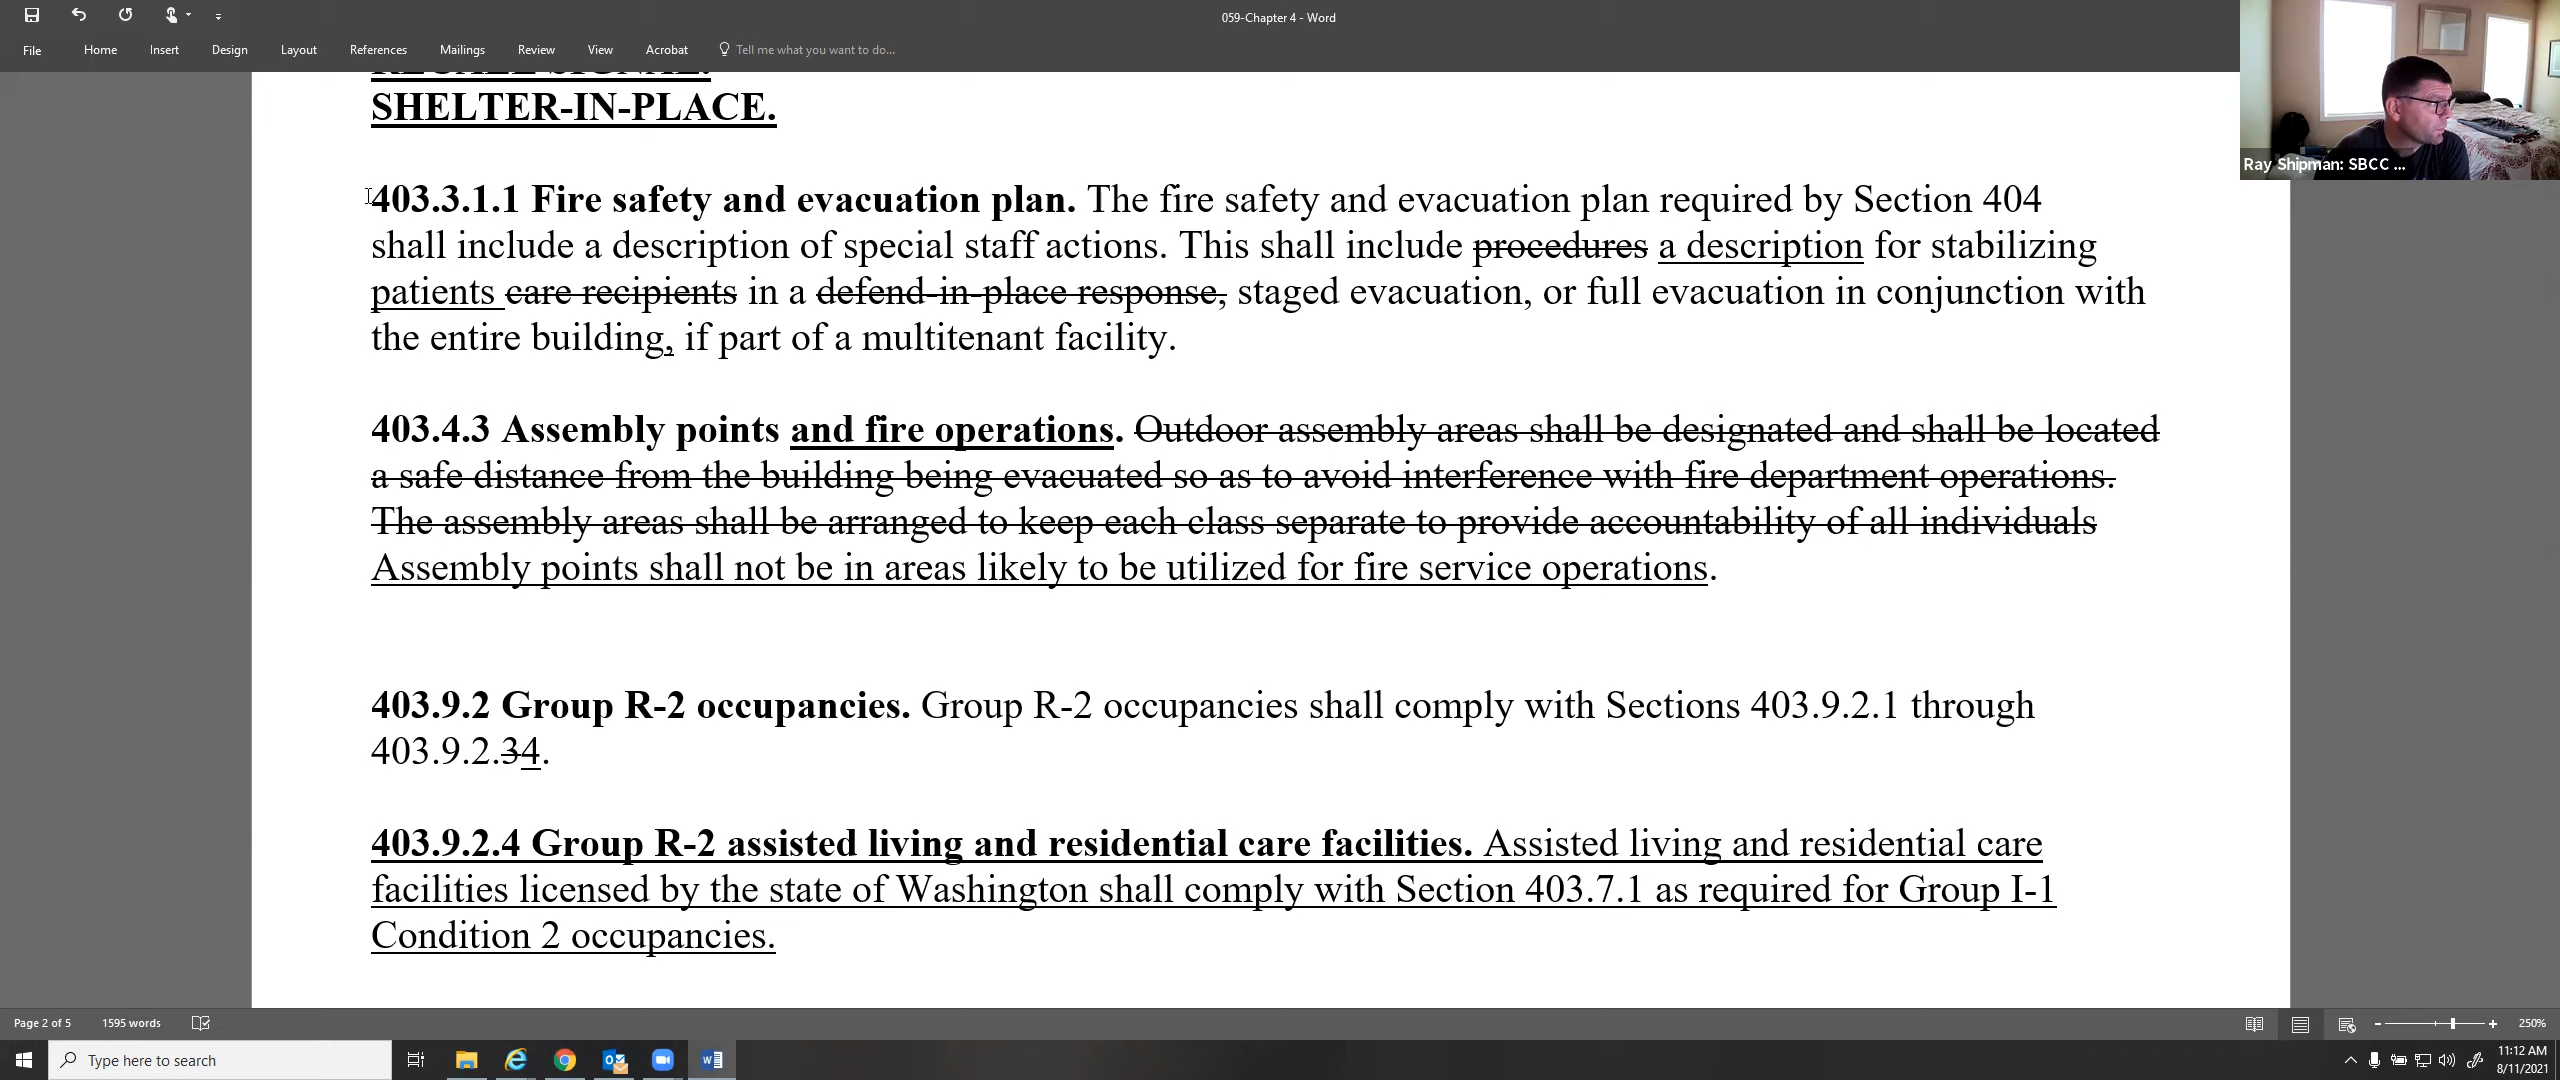 059-Chapter 4 - Word
File Home Insert Design Layout References Mailings Review View Acrobat Tell me what you want to do...
RECALL SIGNAL.
SHELTER-IN-PLACE.
403.3.1.1 Fire safety and evacuation plan. The fire safety and evacuation plan required by Section 404
shall include a description of special staff actions. This shall include procedures a description for stabilizing
patients care recipients in a defend-in-place response, staged evacuation, or full evacuation in conjunction with
the entire building, if part of a multitenant facility.
403.4.3 Assembly points and fire operations. Outdoor assembly areas shall be designated and shall be located
a safe distance from the building being evacuated so as to avoid interference with fire department operations.
The assembly areas shall be arranged to keep each class separate to provide accountability of all individuals
Assembly points shall not be in areas likely to be utilized for fire service operations.
403.9.2 Group R-2 occupancies. Group R-2 occupancies shall comply with Sections 403.9.2.1 through
403.9.2.34.
403.9.2.4 Group R-2 assisted living and residential care facilities. Assisted living and residential care
facilities licensed by the state of Washington shall comply with Section 403.7.1 as required for Group I-1
Condition 2 occupancies.
Ray Shipman: SBCC ...
Page 2 of 5 1595 words 250%
Type here to search
11:12 AM
8/11/2021